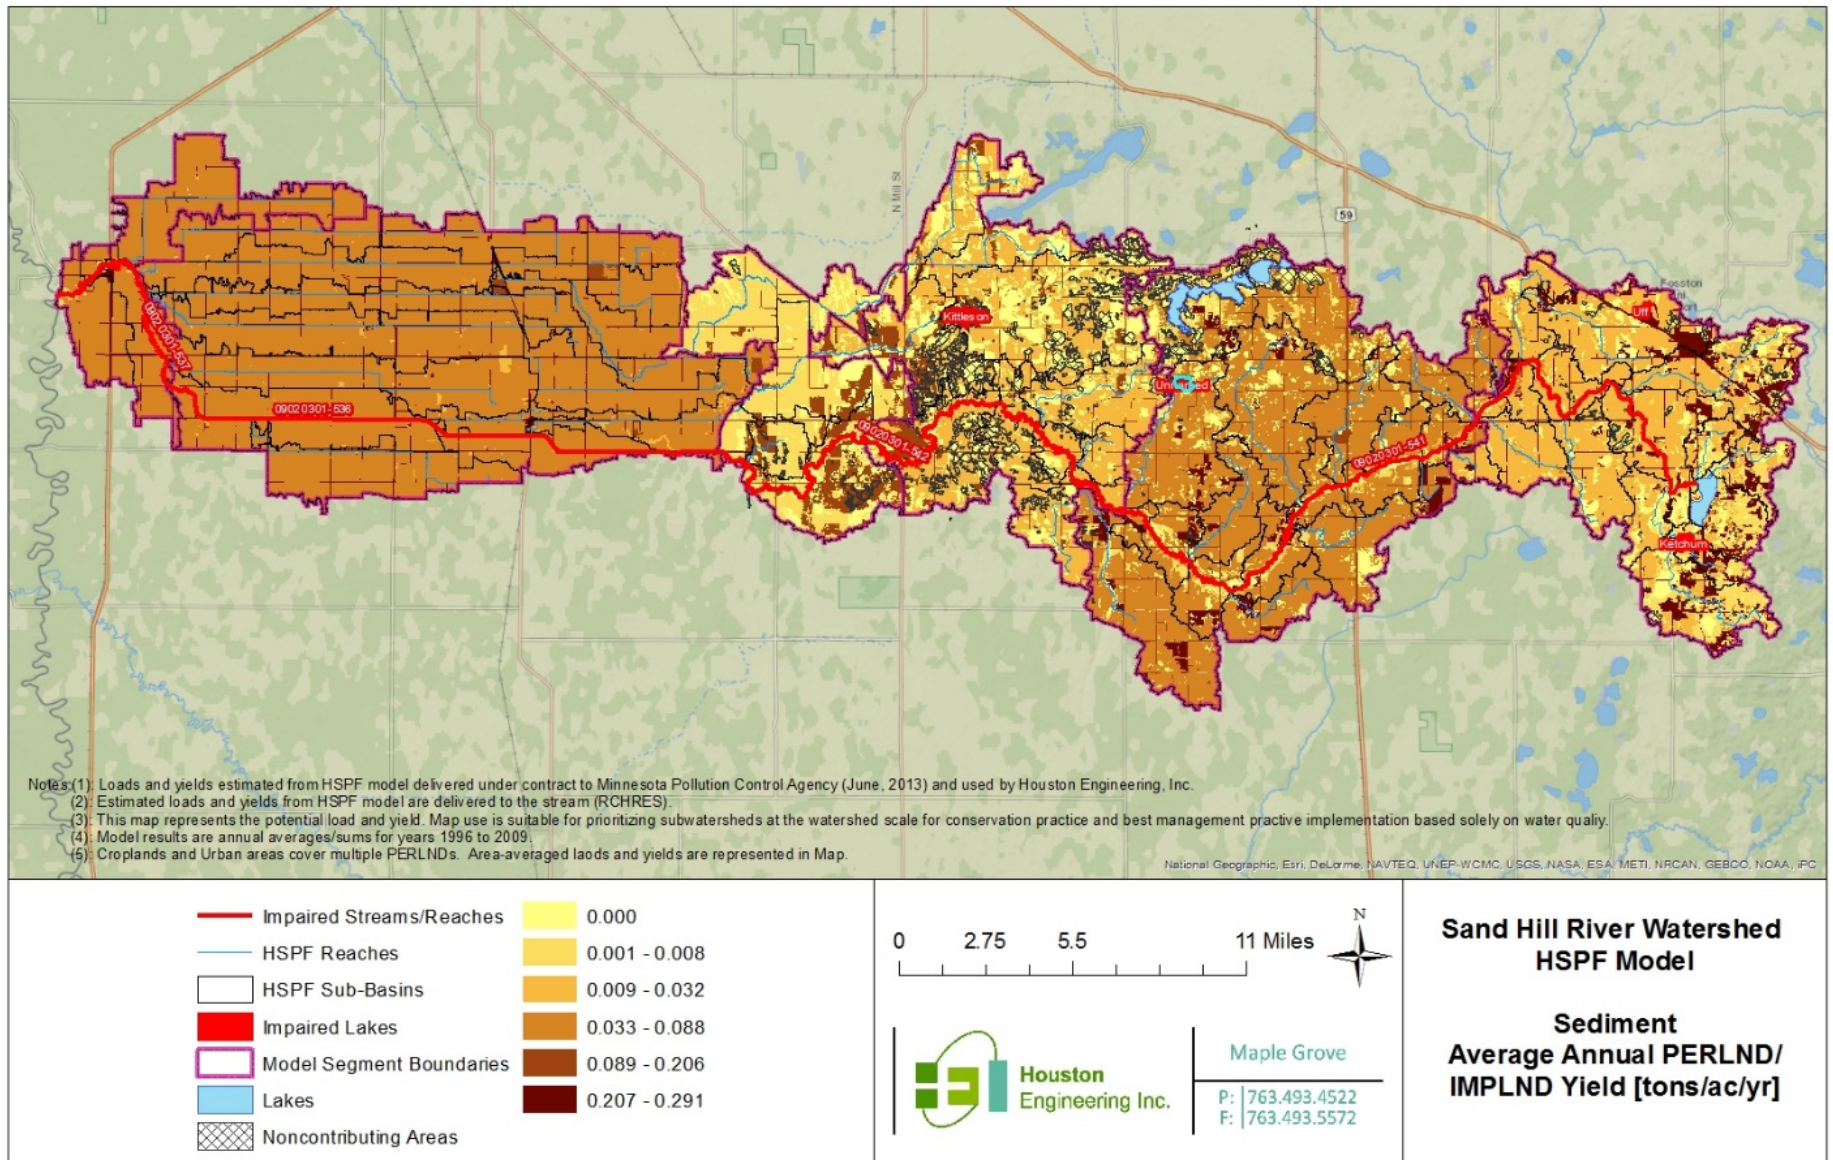 N Mill St
59
Fosston
Kittleson
Uff
Unnamed
09020301-537
09020301-536
09020301-542
09020301-541
Ketchum
Notes:(1): Loads and yields estimated from HSPF model delivered under contract to Minnesota Pollution Control Agency (June, 2013) and used by Houston Engineering, Inc.
(2): Estimated loads and yields from HSPF model are delivered to the stream (RCHRES).
(3): This map represents the potential load and yield. Map use is suitable for prioritizing subwatersheds at the watershed scale for conservation practice and best management practive implementation based solely on water qualiy.
(4): Model results are annual averages/sums for years 1996 to 2009.
(5): Croplands and Urban areas cover multiple PERLNDs. Area-averaged laods and yields are represented in Map.
National Geographic, Esri, DeLorme, NAVTEQ, UNEP-WCMC, USGS, NASA, ESA, METI, NRCAN, GEBCO, NOAA, iPC
Impaired Streams/Reaches
HSPF Reaches
HSPF Sub-Basins
Impaired Lakes
Model Segment Boundaries
Lakes
Noncontributing Areas
0.000
0.001 - 0.008
0.009 - 0.032
0.033 - 0.088
0.089 - 0.206
0.207 - 0.291
0 2.75 5.5 11 Miles
N
Houston
Engineering Inc.
Maple Grove
P: 763.493.4522
F: 763.493.5572
Sand Hill River Watershed
HSPF Model
Sediment
Average Annual PERLND/
IMPLND Yield [tons/ac/yr]